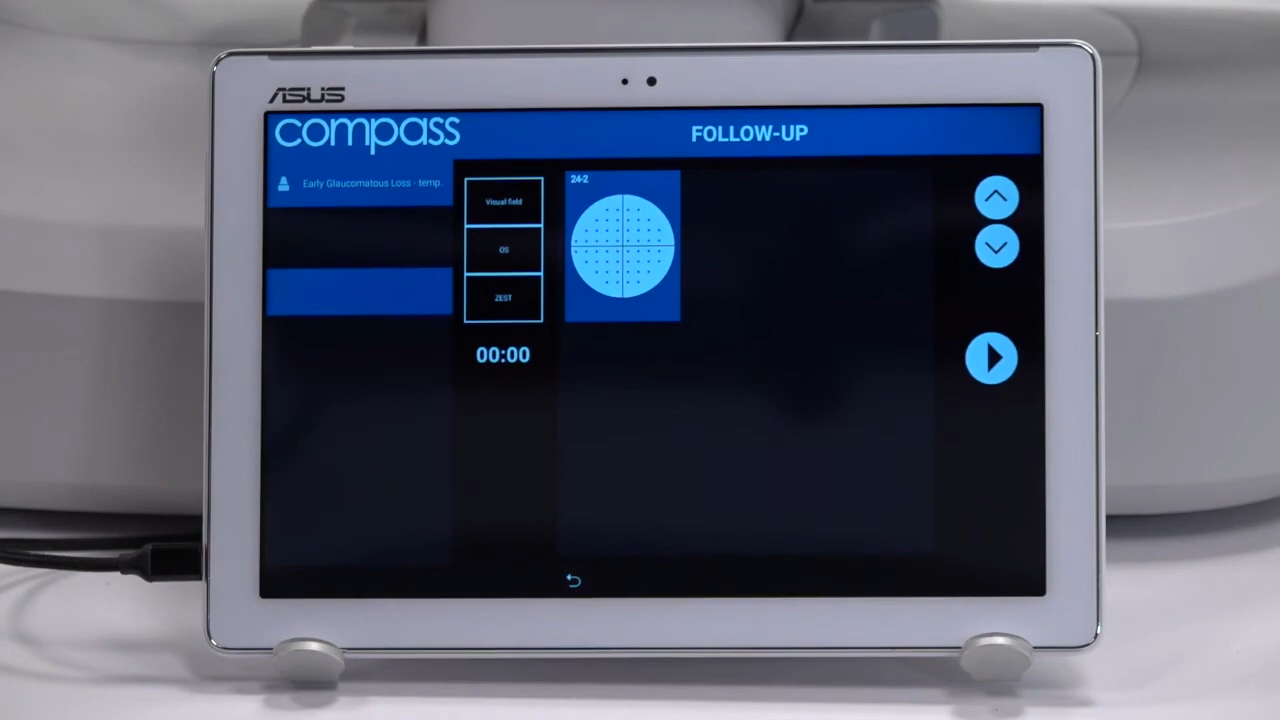 ASUS
compass
FOLLOW-UP
Early Glaucomatous Loss - temp.
Visual field
OS
ZEST
00:00
24-2